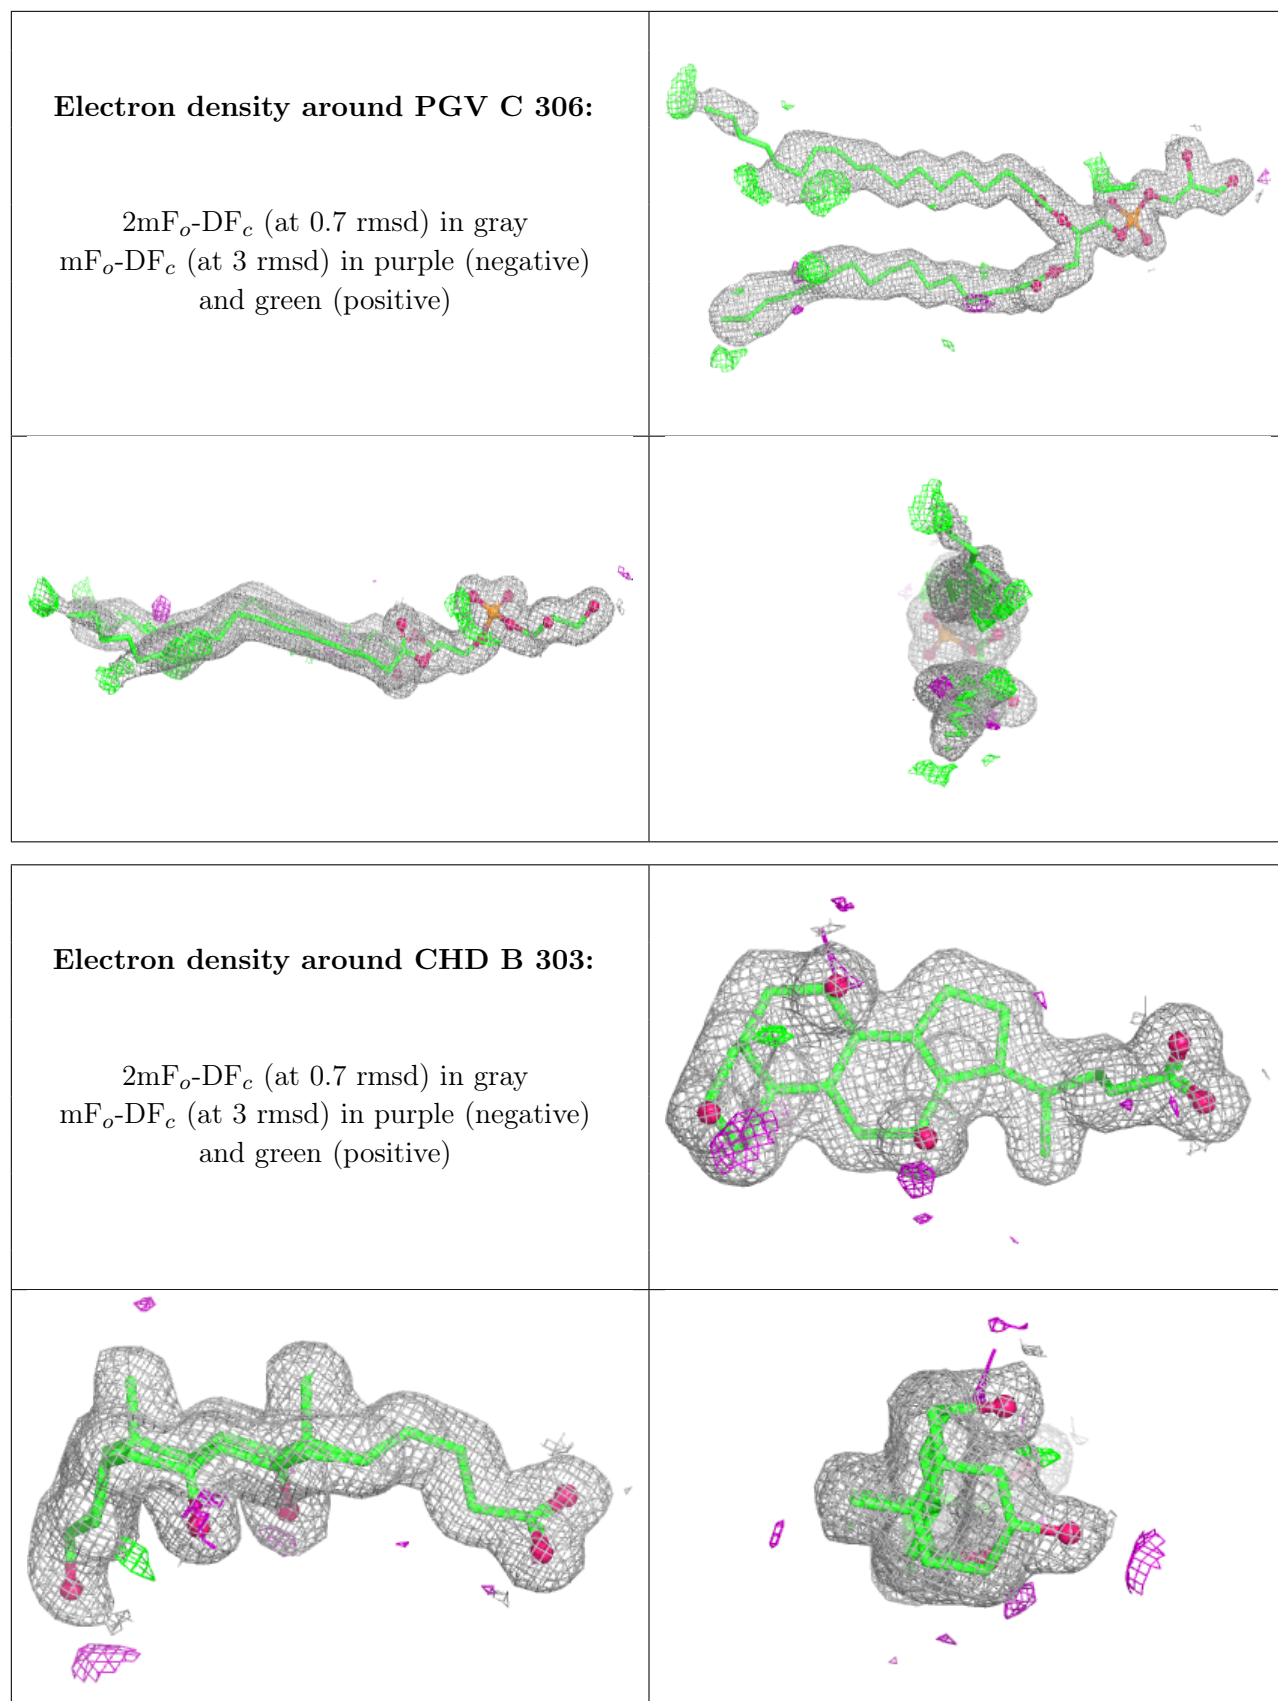 Electron density around PGV C 306:
2mFo-DFc (at 0.7 rmsd) in gray
mFo-DFc (at 3 rmsd) in purple (negative)
and green (positive)
Electron density around CHD B 303:
2mFo-DFc (at 0.7 rmsd) in gray
mFo-DFc (at 3 rmsd) in purple (negative)
and green (positive)